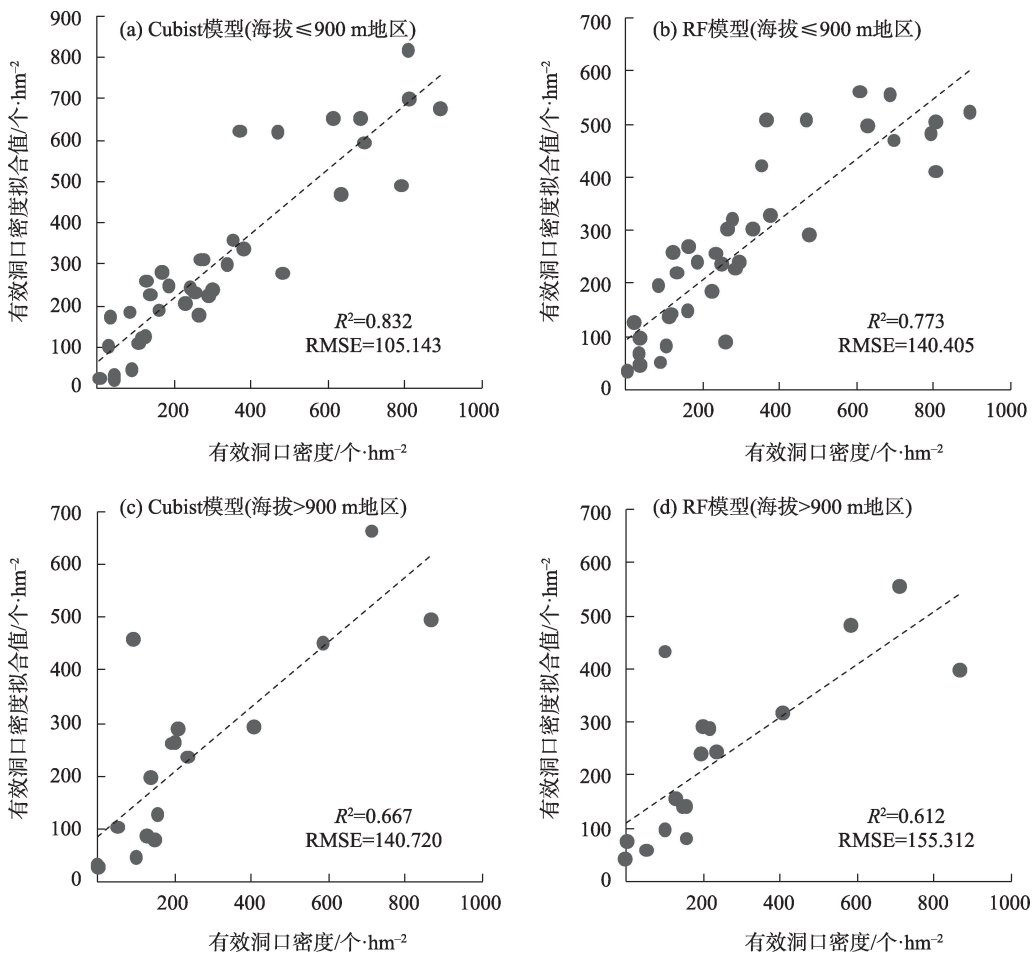 (a) Cubist模型(海拔≤900 m地区)
有效洞口密度拟合值/个·hm⁻²
900
800
700
600
500
400
300
200
100
0
R²=0.832
RMSE=105.143
200 400 600 800 1000
有效洞口密度/个·hm⁻²
(b) RF模型(海拔≤900 m地区)
有效洞口密度拟合值/个·hm⁻²
700
600
500
400
300
200
100
0
R²=0.773
RMSE=140.405
200 400 600 800 1000
有效洞口密度/个·hm⁻²
(c) Cubist模型(海拔>900 m地区)
有效洞口密度拟合值/个·hm⁻²
700
600
500
400
300
200
100
0
R²=0.667
RMSE=140.720
200 400 600 800 1000
有效洞口密度/个·hm⁻²
(d) RF模型(海拔>900 m地区)
有效洞口密度拟合值/个·hm⁻²
700
600
500
400
300
200
100
0
R²=0.612
RMSE=155.312
200 400 600 800 1000
有效洞口密度/个·hm⁻²